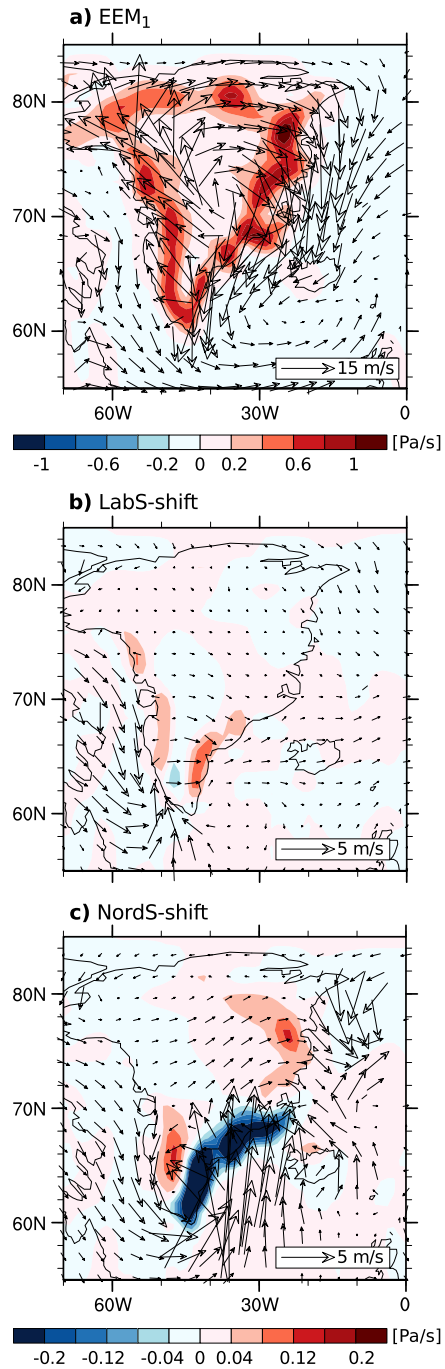 a) EEM1
80N
70N
60N
15 m/s
60W 30W 0
[Pa/s]
-1 -0.6 -0.2 0 0.2 0.6 1
b) LabS-shift
80N
70N
60N
5 m/s
c) NordS-shift
80N
70N
60N
5 m/s
60W 30W 0
[Pa/s]
-0.2 -0.12 -0.04 0 0.04 0.12 0.2